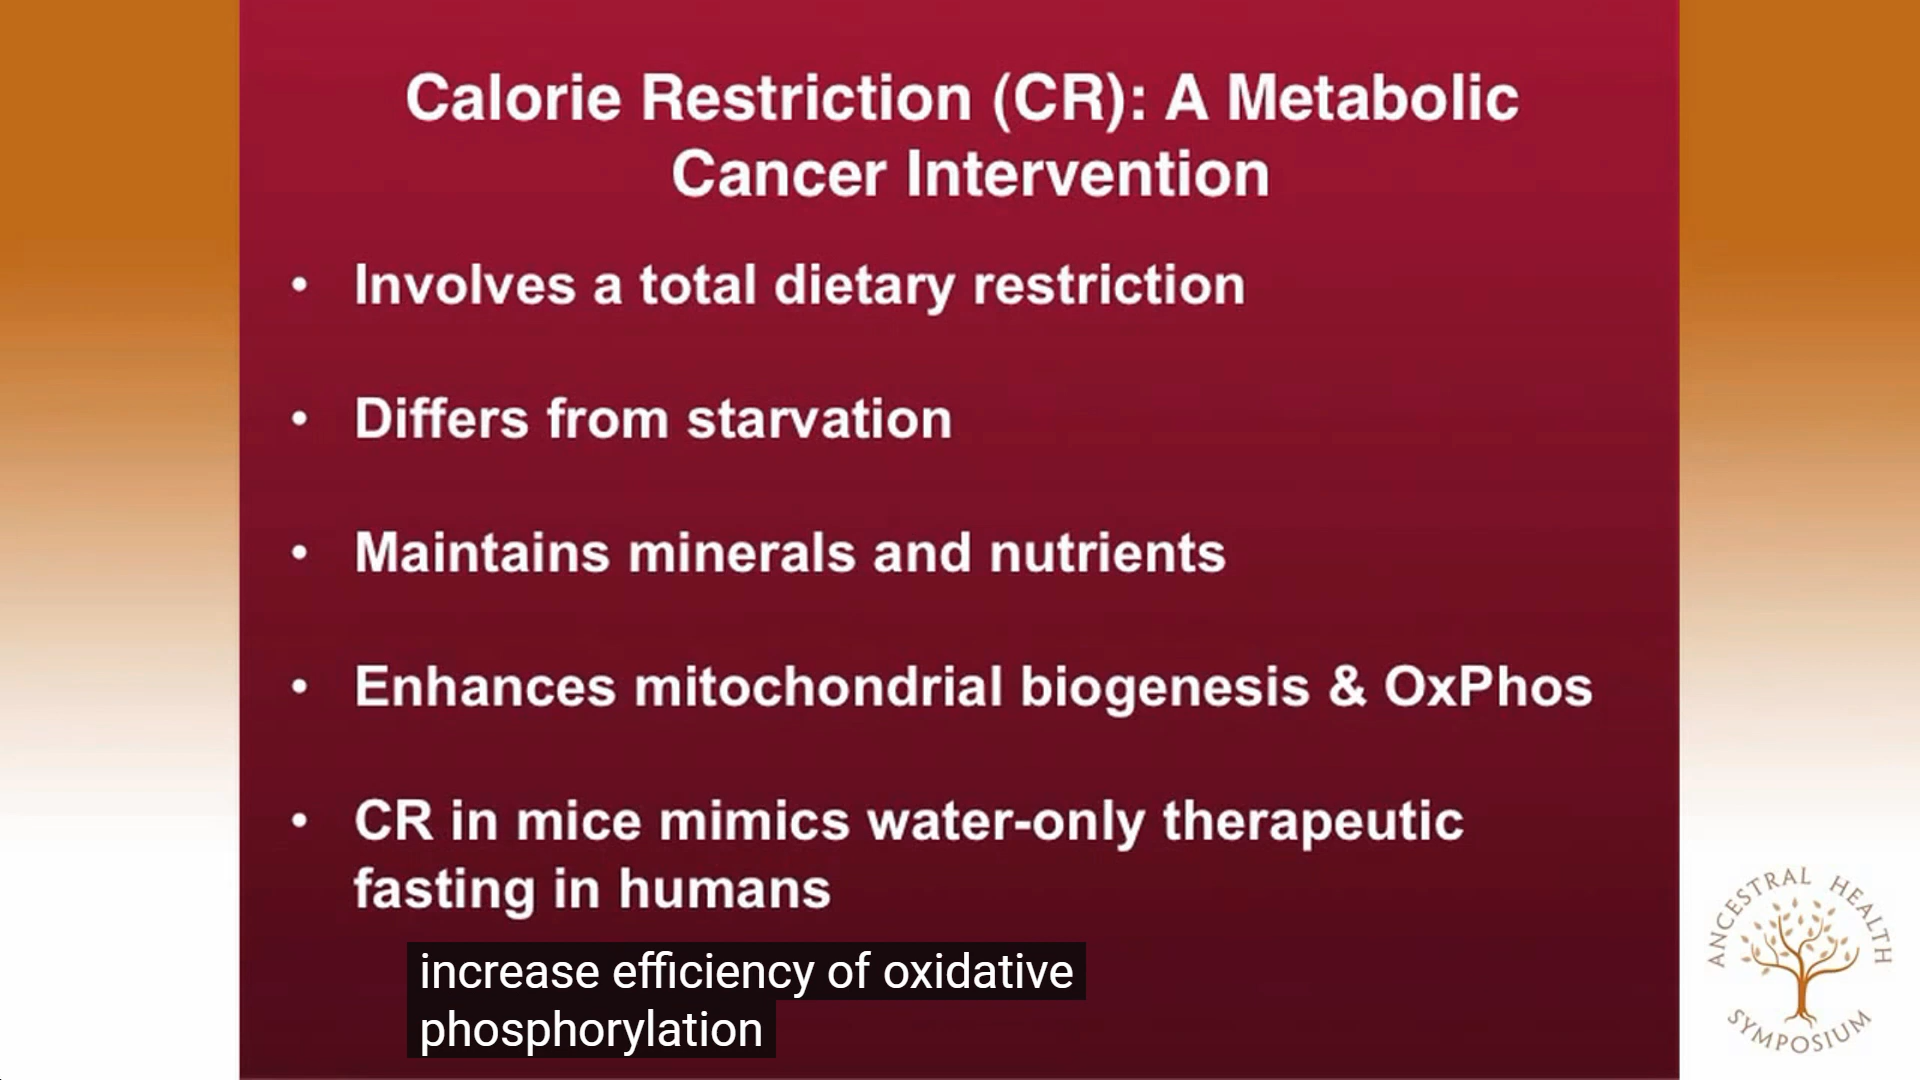 Calorie Restriction (CR): A Metabolic
Cancer Intervention
• Involves a total dietary restriction
• Differs from starvation
• Maintains minerals and nutrients
• Enhances mitochondrial biogenesis & OxPhos
• CR in mice mimics water-only therapeutic
fasting in humans
increase efficiency of oxidative
phosphorylation
ANCESTRAL HEALTH
SYMPOSIUM